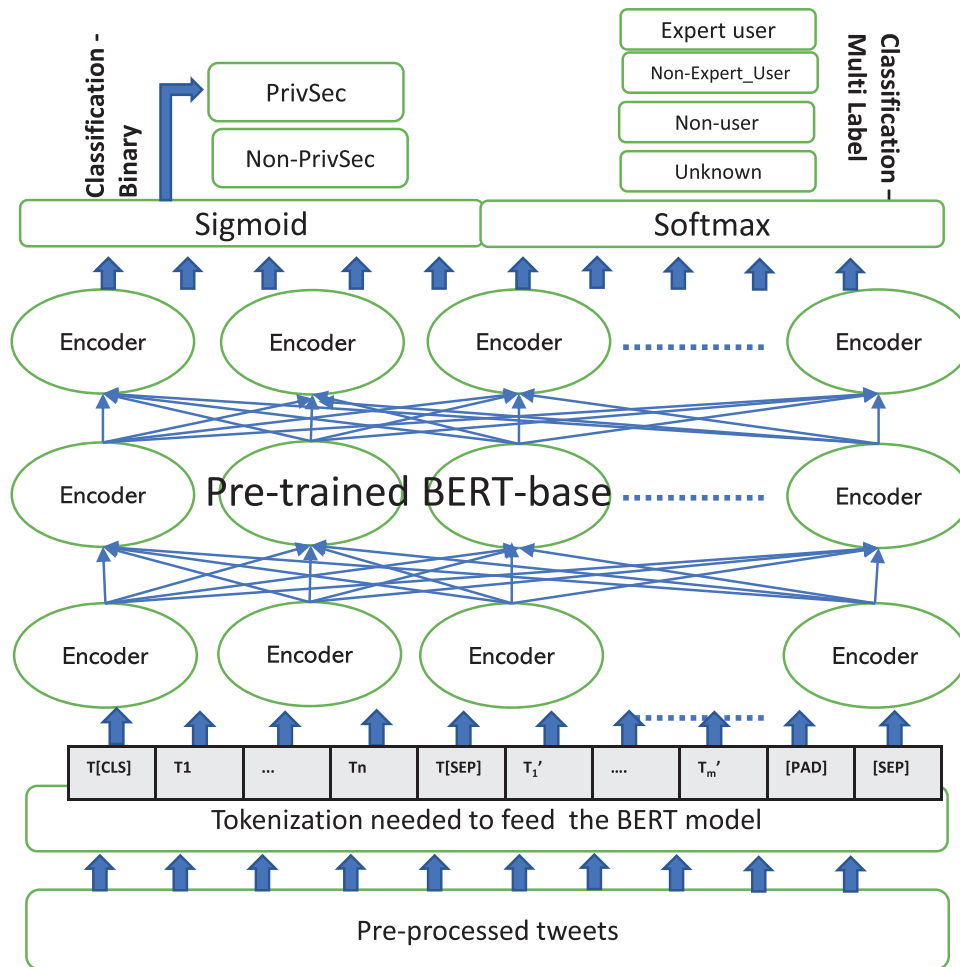 Classification -
Binary
PrivSec
Non-PrivSec
Expert user
Non-Expert_User
Non-user
Unknown
Classification –
Multi Label
Sigmoid
Softmax
Encoder
Encoder
Encoder
Encoder
Encoder
Pre-trained BERT-base
Encoder
Encoder
Encoder
Encoder
Encoder
T[CLS]
T1
...
Tn
T[SEP]
T₁’
....
Tₘ’
[PAD]
[SEP]
Tokenization needed to feed the BERT model
Pre-processed tweets